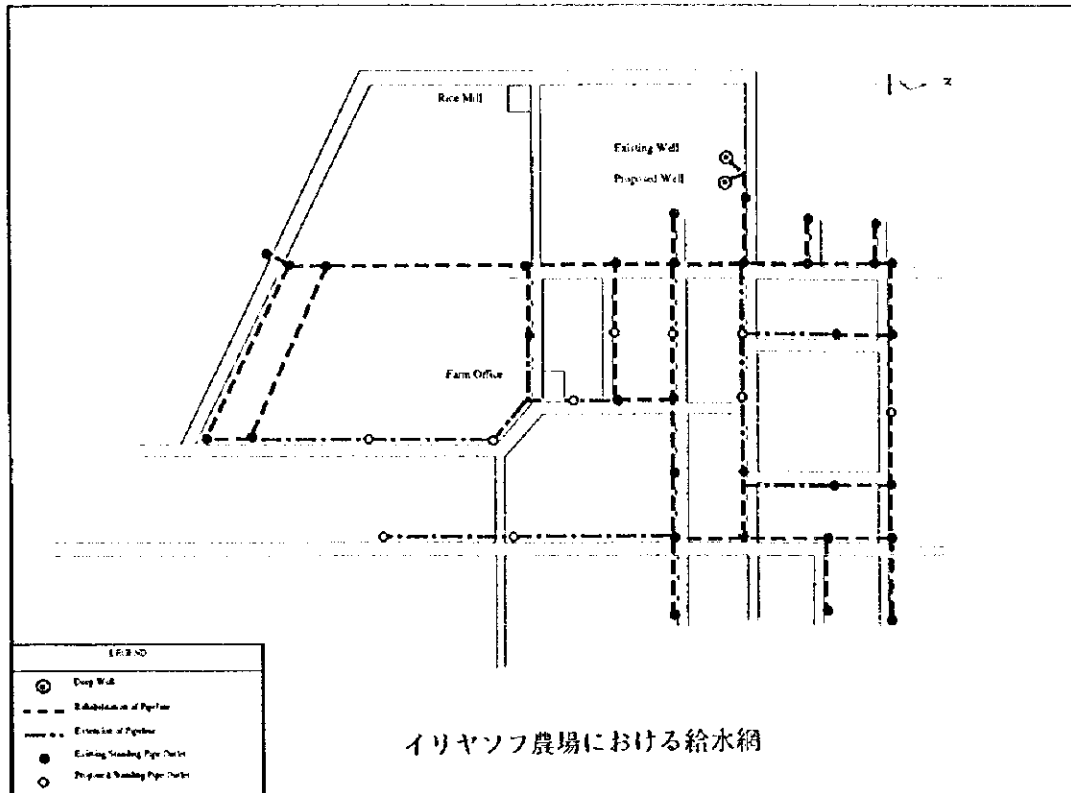 Rice Mill
N
Existing Well
Proposed Well
Farm Office
LEGEND
Deep Well
Rehabilitation of Pipeline
Extension of Pipeline
Existing Standing Pipe Outlet
Proposed Standing Pipe Outlet
イリヤソフ農場における給水網